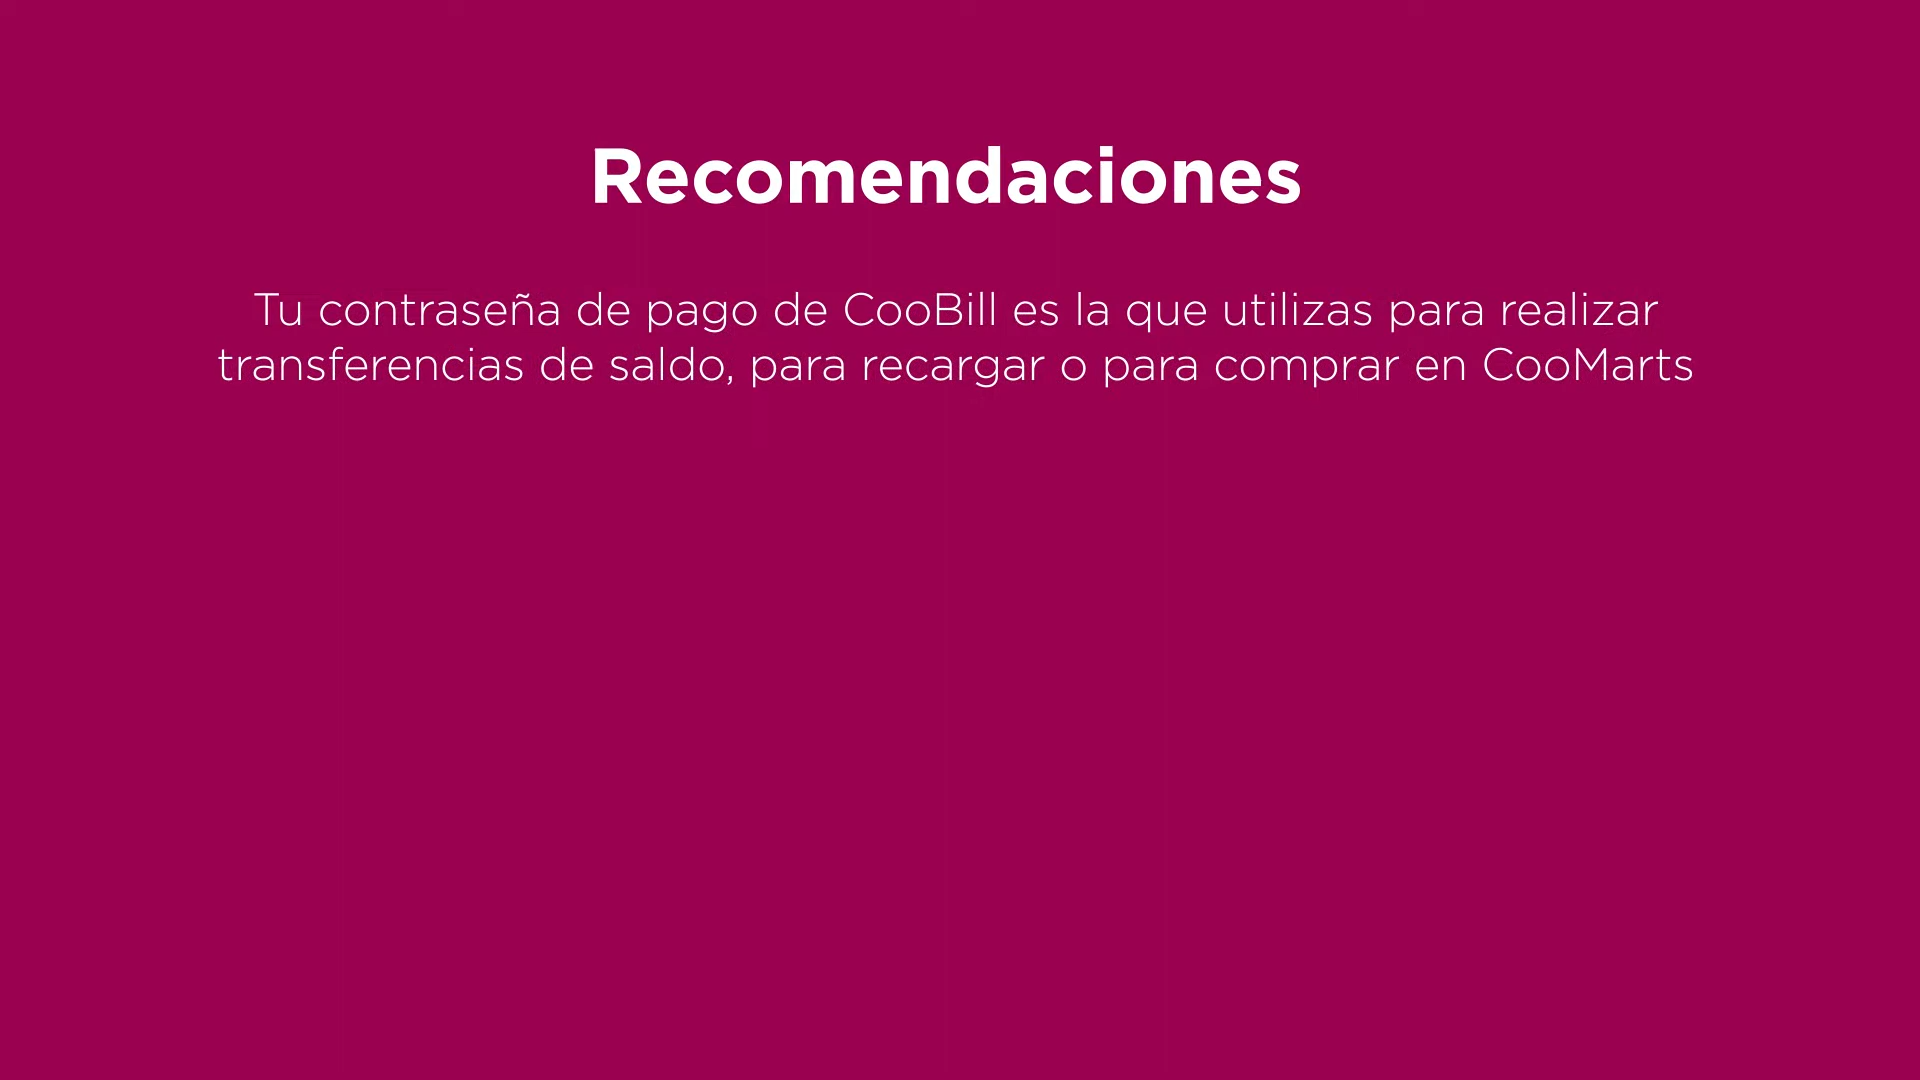 Recomendaciones
Tu contraseña de pago de CooBill es la que utilizas para realizar
transferencias de saldo, para recargar o para comprar en CooMarts